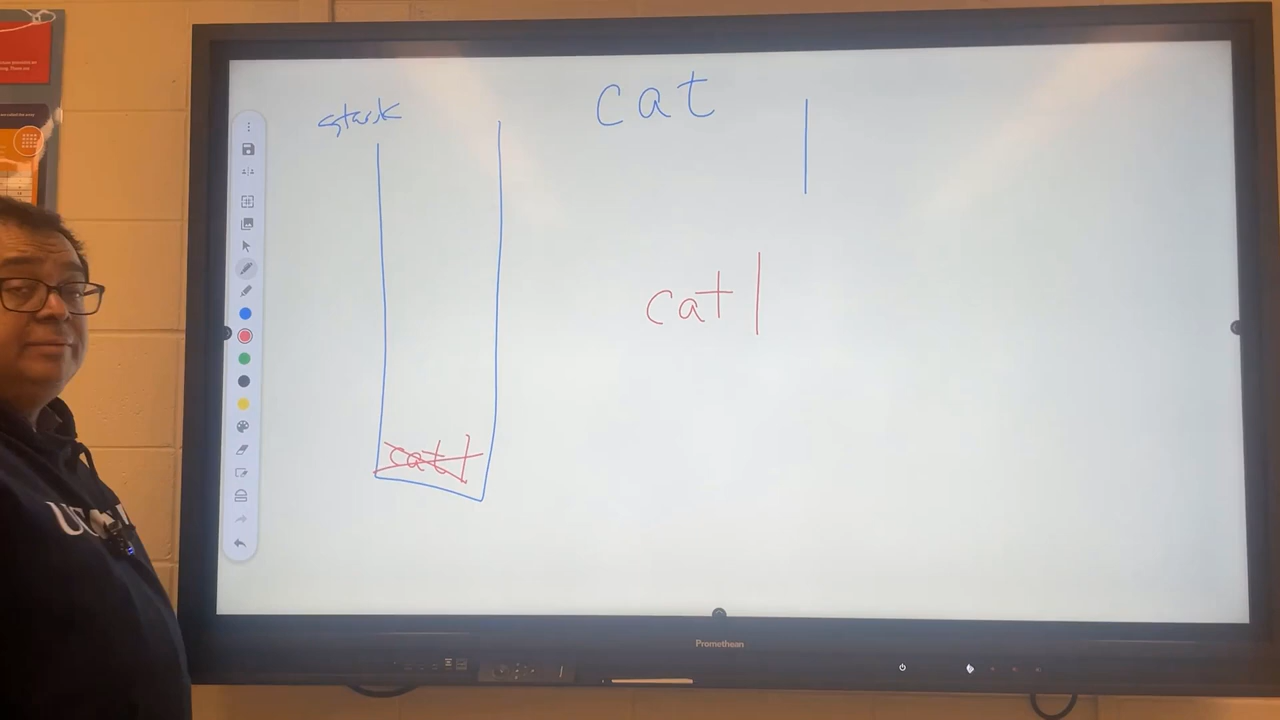 stack
cat
cat |
cat |
Promethean